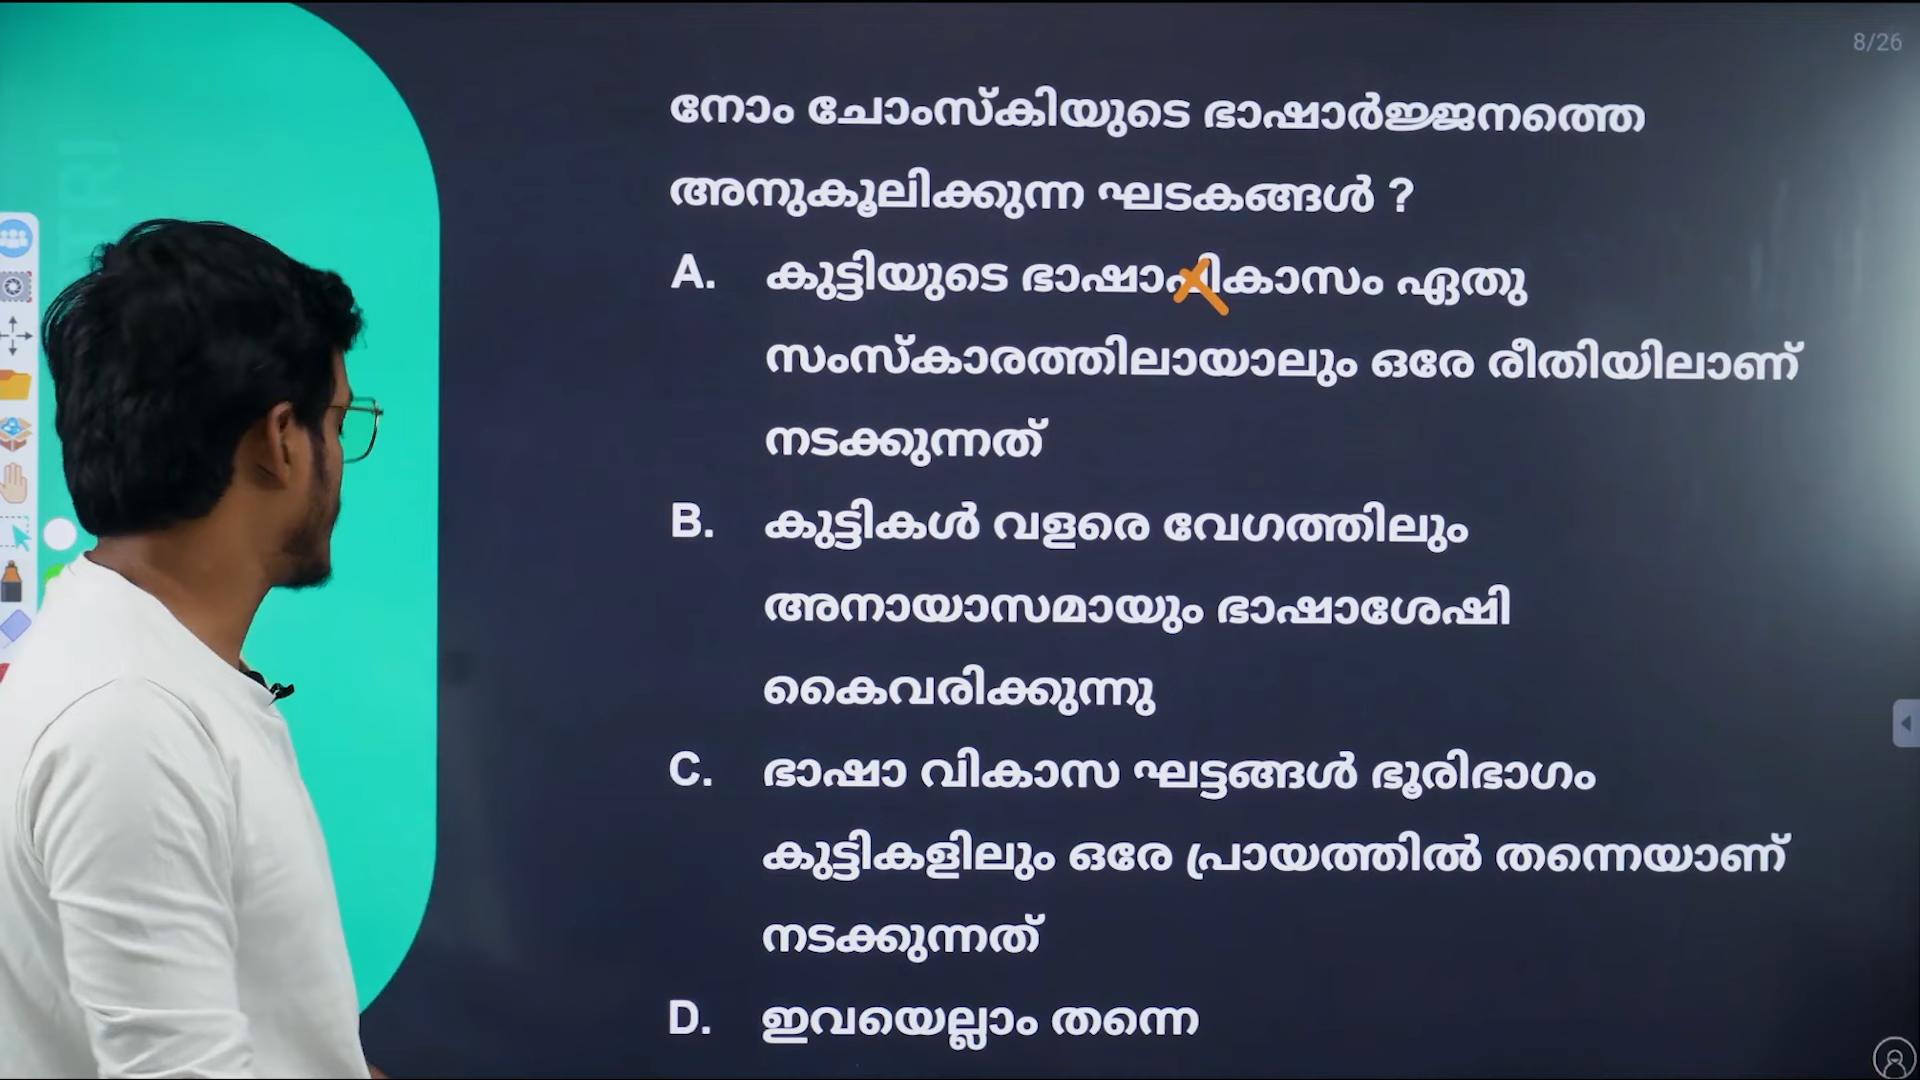 8/26
നോം ചോംസ്കിയുടെ ഭാഷാർജ്ജനത്തെ
അനുകൂലിക്കുന്ന ഘടകങ്ങൾ ?
A. കുട്ടിയുടെ ഭാഷാവികാസം ഏതു
സംസ്കാരത്തിലായാലും ഒരേ രീതിയിലാണ്
നടക്കുന്നത്
B. കുട്ടികൾ വളരെ വേഗത്തിലും
അനായാസമായും ഭാഷാശേഷി
കൈവരിക്കുന്നു
C. ഭാഷാ വികാസ ഘട്ടങ്ങൾ ഭൂരിഭാഗം
കുട്ടികളിലും ഒരേ പ്രായത്തിൽ തന്നെയാണ്
നടക്കുന്നത്
D. ഇവയെല്ലാം തന്നെ